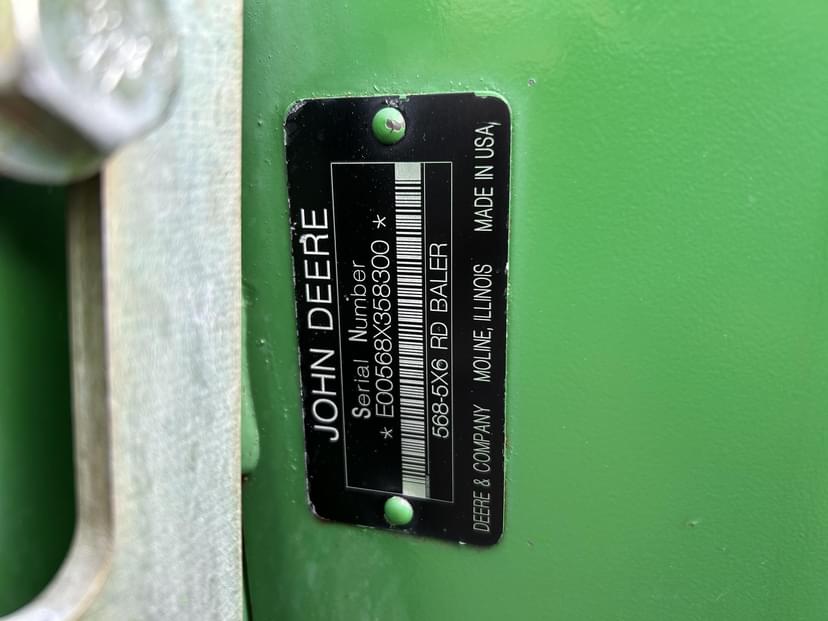 JOHN DEERE
Serial Number
* E00568X358300 *
568-5X6 RD BALER
DEERE & COMPANY MOLINE, ILLINOIS MADE IN USA